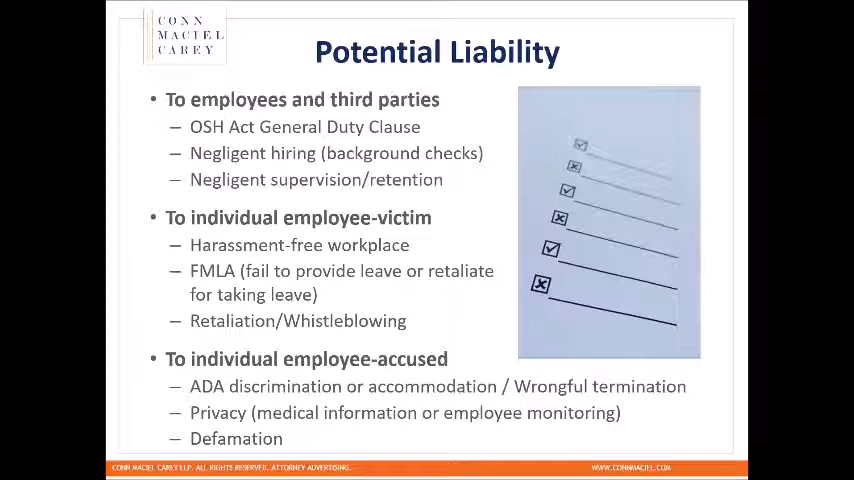 CONN
MACIEL
CAREY
Potential Liability
• To employees and third parties
– OSH Act General Duty Clause
– Negligent hiring (background checks)
– Negligent supervision/retention
• To individual employee-victim
– Harassment-free workplace
– FMLA (fail to provide leave or retaliate
for taking leave)
– Retaliation/Whistleblowing
• To individual employee-accused
– ADA discrimination or accommodation / Wrongful termination
– Privacy (medical information or employee monitoring)
– Defamation
CONN MACIEL CAREY LLP. ALL RIGHTS RESERVED. ATTORNEY ADVERTISING.
WWW.CONNMACIEL.COM